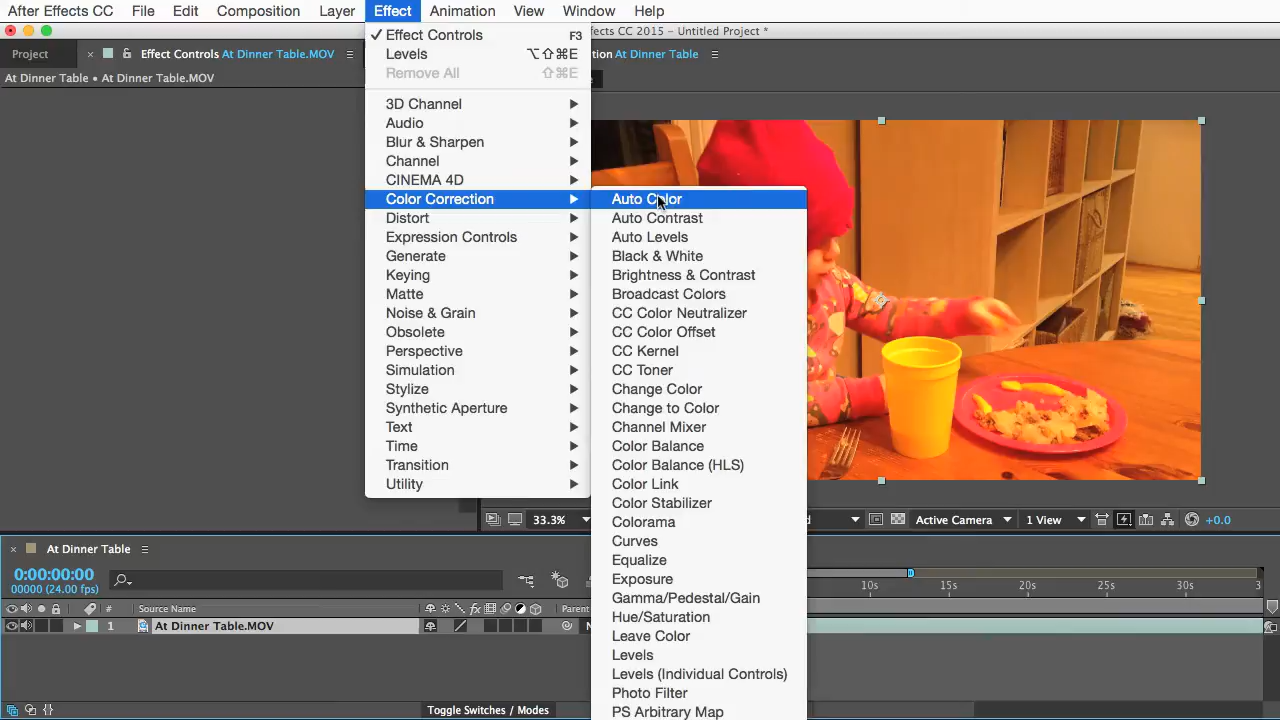 After Effects CC File Edit Composition Layer Effect Animation View Window Help
ffects CC 2015 - Untitled Project *
Project × Effect Controls At Dinner Table.MOV
At Dinner Table • At Dinner Table.MOV
tion At Dinner Table
✓ Effect Controls F3
Levels ⌥⇧⌘E
Remove All ⇧⌘E
3D Channel
Audio
Blur & Sharpen
Channel
CINEMA 4D
Color Correction
Distort
Expression Controls
Generate
Keying
Matte
Noise & Grain
Obsolete
Perspective
Simulation
Stylize
Synthetic Aperture
Text
Time
Transition
Utility
Auto Color
Auto Contrast
Auto Levels
Black & White
Brightness & Contrast
Broadcast Colors
CC Color Neutralizer
CC Color Offset
CC Kernel
CC Toner
Change Color
Change to Color
Channel Mixer
Color Balance
Color Balance (HLS)
Color Link
Color Stabilizer
Colorama
Curves
Equalize
Exposure
Gamma/Pedestal/Gain
Hue/Saturation
Leave Color
Levels
Levels (Individual Controls)
Photo Filter
PS Arbitrary Map
33.3% d Active Camera 1 View +0.0
× At Dinner Table
0:00:00:00
00000 (24.00 fps)
10s 15s 20s 25s 30s 3
# Source Name fx Parent
1 At Dinner Table.MOV N
Toggle Switches / Modes